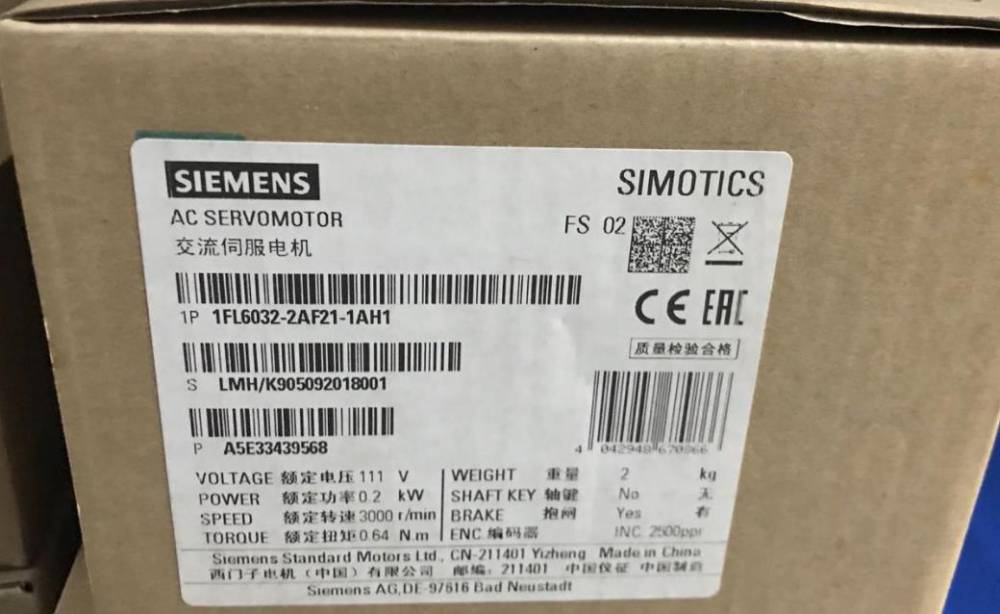 SIEMENS
SIMOTICS
AC SERVOMOTOR
交流伺服电机
FS 02
CE EAC
1P 1FL6032-2AF21-1AH1
质量检验合格
S LMH/K905092018001
P A5E33439568
4 042948 670866
VOLTAGE 额定电压 111 V WEIGHT 重量 2 kg
POWER 额定功率 0.2 kW SHAFT KEY 轴键 No 无
SPEED 额定转速 3000 r/min BRAKE 抱闸 Yes 有
TORQUE 额定扭矩 0.64 N.m ENC 编码器 INC 2500ppr
Siemens Standard Motors Ltd., CN-211401 Yizheng Made in China
西门子电机（中国）有限公司 邮编: 211401 中国仪征 中国制造
Siemens AG,DE-97616 Bad Neustadt